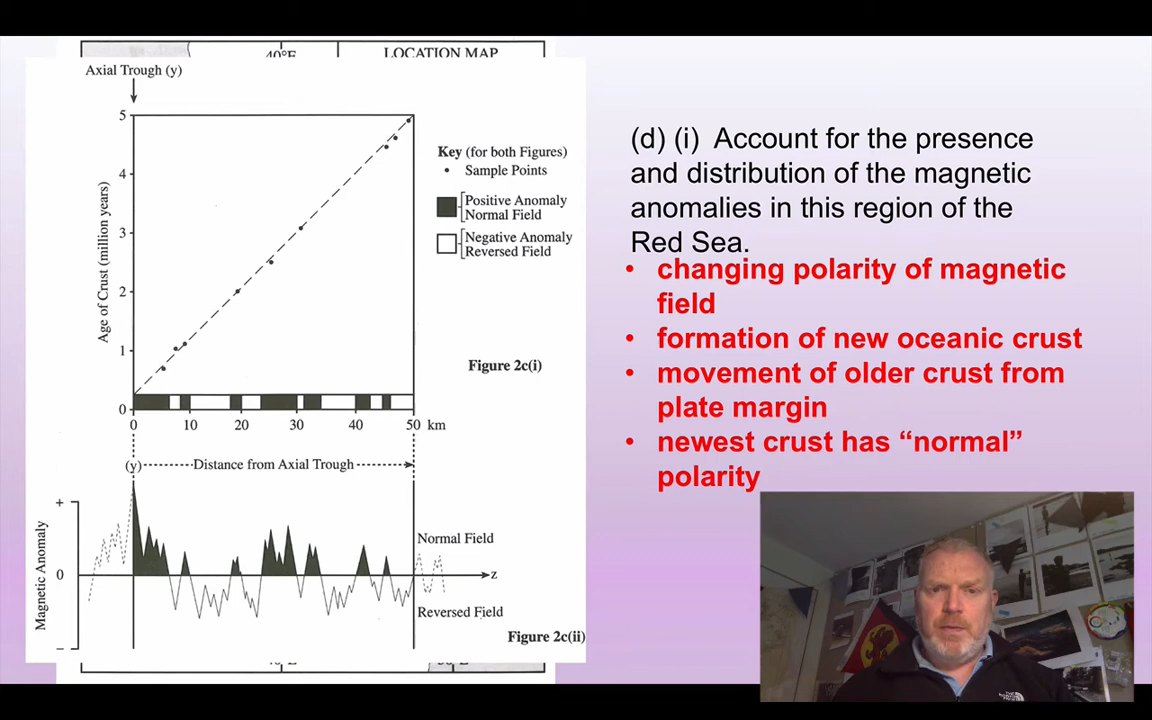 40°E
LOCATION MAP
Axial Trough (y)
5
4
3
2
1
0
Age of Crust (million years)
Key (for both Figures)
Sample Points
Positive Anomaly
Normal Field
Negative Anomaly
Reversed Field
Figure 2c(i)
0 10 20 30 40 50 km
(y) Distance from Axial Trough
+
0
–
Magnetic Anomaly
Normal Field
z
Reversed Field
Figure 2c(ii)
(d) (i) Account for the presence
and distribution of the magnetic
anomalies in this region of the
Red Sea.
• changing polarity of magnetic
field
• formation of new oceanic crust
• movement of older crust from
plate margin
• newest crust has “normal”
polarity
THE NORTH FACE